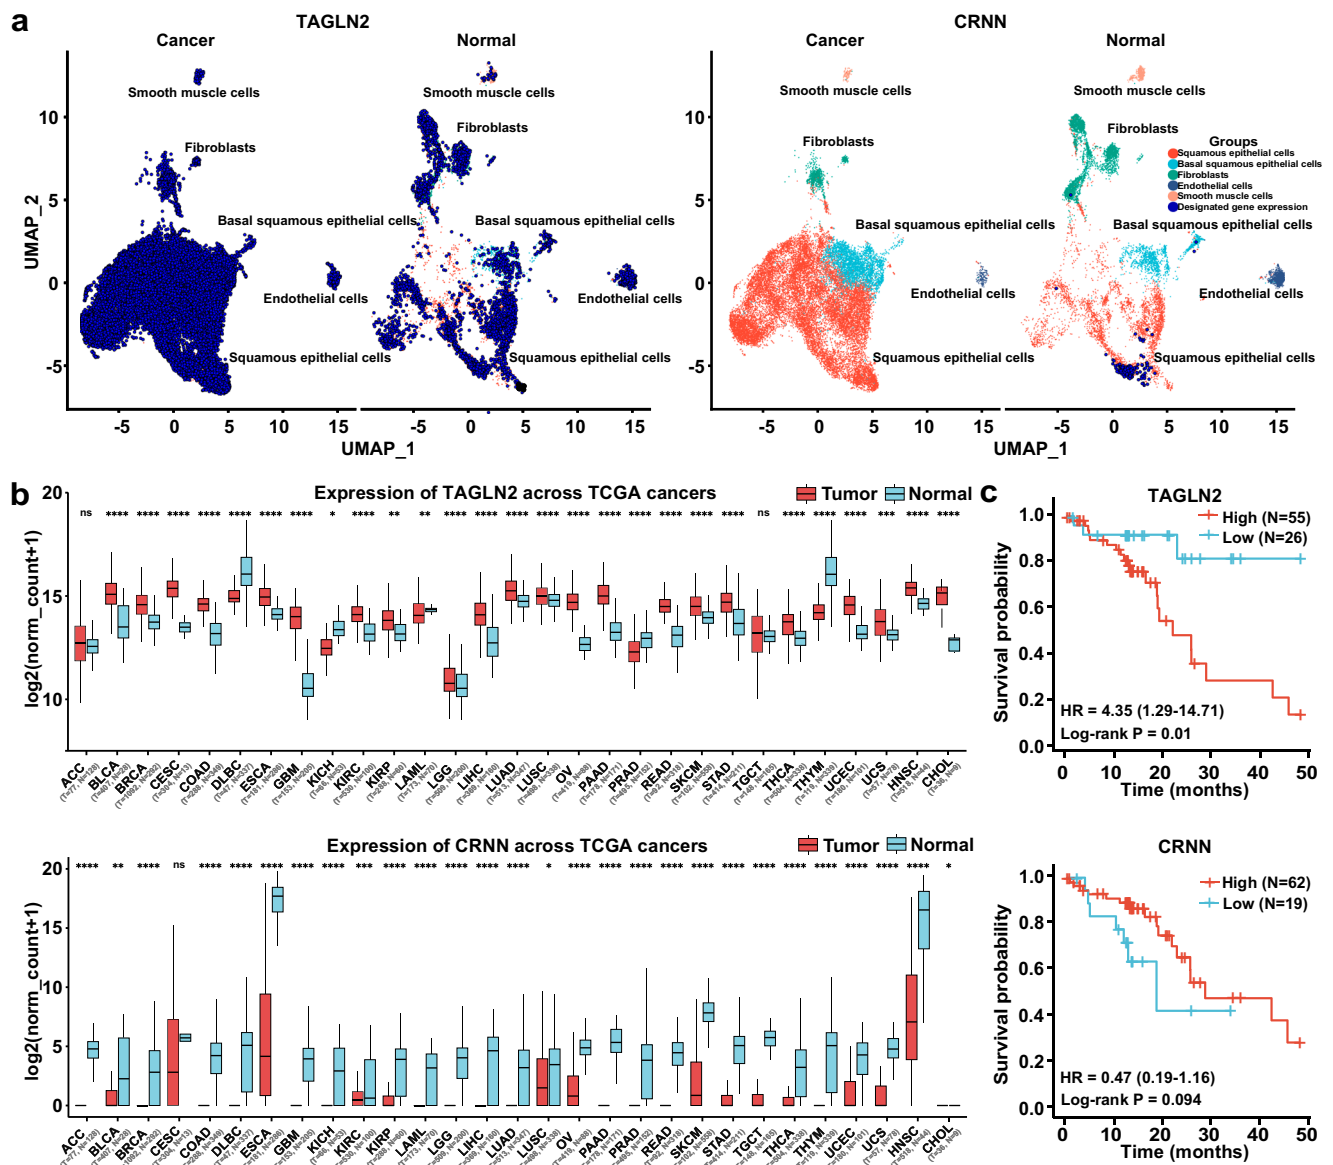 a
TAGLN2
CRNN
Cancer
Normal
Cancer
Normal
Smooth muscle cells
Smooth muscle cells
Smooth muscle cells
Smooth muscle cells
Fibroblasts
Fibroblasts
Fibroblasts
Fibroblasts
Groups
Squamous epithelial cells
Basal squamous epithelial cells
Fibroblasts
Endothelial cells
Smooth muscle cells
Designated gene expression
Basal squamous epithelial cells
Basal squamous epithelial cells
Basal squamous epithelial cells
Basal squamous epithelial cells
Endothelial cells
Endothelial cells
Endothelial cells
Endothelial cells
Squamous epithelial cells
Squamous epithelial cells
Squamous epithelial cells
Squamous epithelial cells
UMAP_2
10
5
0
-5
10
5
0
-5
-5 0 5 10 15
-5 0 5 10 15
-5 0 5 10 15
-5 0 5 10 15
UMAP_1
UMAP_1
b
Expression of TAGLN2 across TCGA cancers
Tumor
Normal
ns **** **** **** **** **** **** **** * **** ** ** **** **** **** **** **** **** **** **** **** **** ns **** **** **** *** **** ****
log2(norm_count+1)
20
15
10
ACC BLCA BRCA CESC COAD DLBC ESCA GBM KICH KIRC KIRP LAML LGG LIHC LUAD LUSC OV PAAD PRAD READ SKCM STAD TGCT THCA THYM UCEC UCS HNSC CHOL
Expression of CRNN across TCGA cancers
Tumor
Normal
**** ** **** ns **** **** **** **** **** *** **** **** **** **** **** * **** **** **** **** **** **** **** **** **** **** **** **** *
log2(norm_count+1)
20
15
10
5
0
ACC BLCA BRCA CESC COAD DLBC ESCA GBM KICH KIRC KIRP LAML LGG LIHC LUAD LUSC OV PAAD PRAD READ SKCM STAD TGCT THCA THYM UCEC UCS HNSC CHOL
c
TAGLN2
High (N=55)
Low (N=26)
Survival probability
1.0
0.8
0.6
0.4
0.2
0.0
HR = 4.35 (1.29-14.71)
Log-rank P = 0.01
0 10 20 30 40 50
Time (months)
CRNN
High (N=62)
Low (N=19)
Survival probability
1.0
0.8
0.6
0.4
0.2
0.0
HR = 0.47 (0.19-1.16)
Log-rank P = 0.094
0 10 20 30 40 50
Time (months)